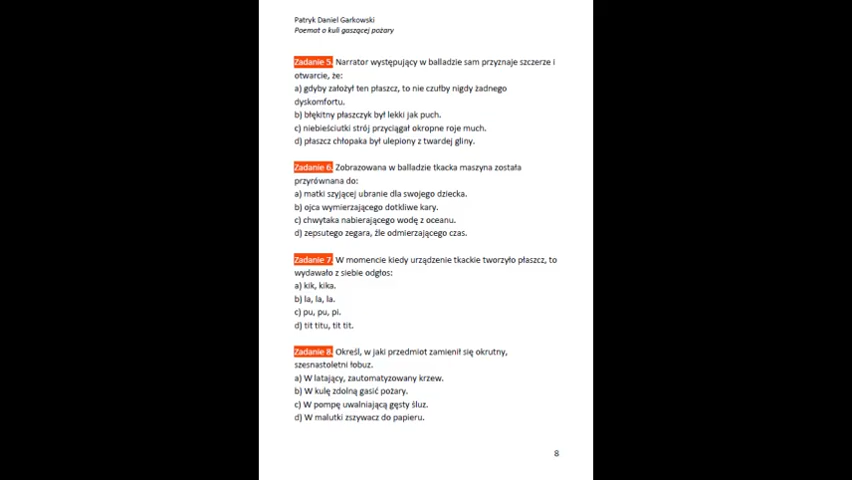 Patryk Daniel Garkowski
Poemat o kuli gaszącej pożary
Zadanie 5. Narrator występujący w balladzie sam przyznaje szczerze i
otwarcie, że:
a) gdyby założył ten płaszcz, to nie czułby nigdy żadnego
dyskomfortu.
b) błękitny płaszczyk był lekki jak puch.
c) niebieściutki strój przyciągał okropne roje much.
d) płaszcz chłopaka był ulepiony z twardej gliny.
Zadanie 6. Zobrazowana w balladzie tkacka maszyna została
przyrównana do:
a) matki szyjącej ubranie dla swojego dziecka.
b) ojca wymierzającego dotkliwe kary.
c) chwytaka nabierającego wodę z oceanu.
d) zepsutego zegara, źle odmierzającego czas.
Zadanie 7. W momencie kiedy urządzenie tkackie tworzyło płaszcz, to
wydawało z siebie odgłos:
a) kik, kika.
b) la, la, la.
c) pu, pu, pi.
d) tit titu, tit tit.
Zadanie 8. Określ, w jaki przedmiot zamienił się okrutny,
szesnastoletni łobuz.
a) W latający, zautomatyzowany krzew.
b) W kulę zdolną gasić pożary.
c) W pompę uwalniającą gęsty śluz.
d) W malutki zszywacz do papieru.
8